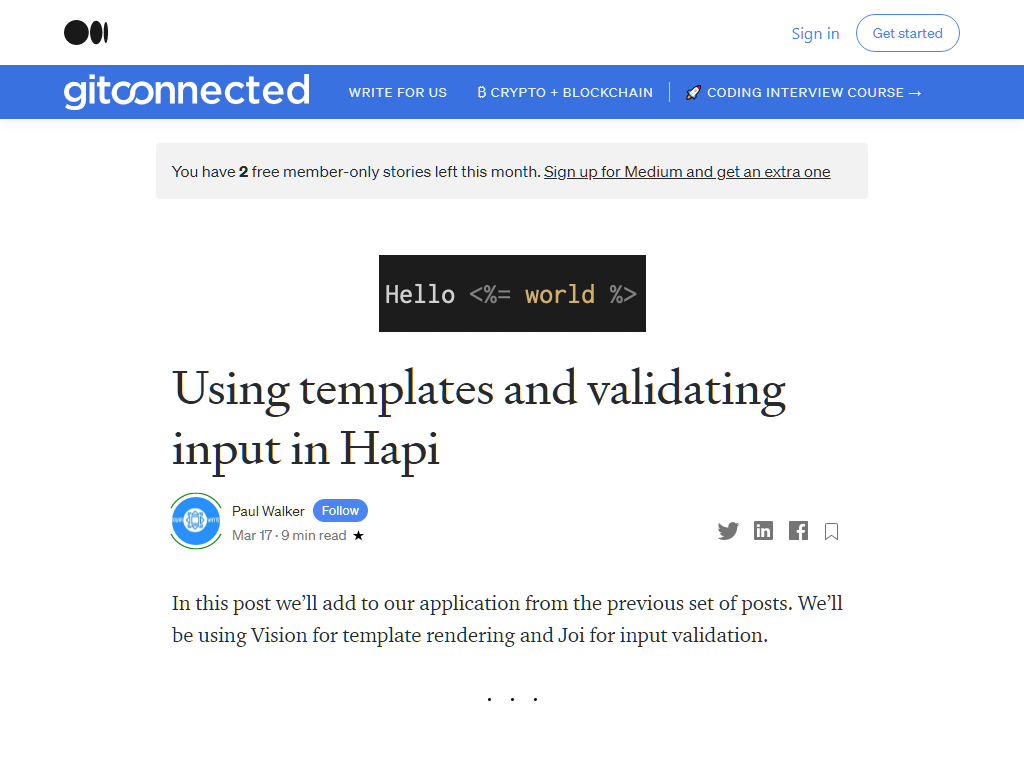 Sign in
Get started
gitconnected
WRITE FOR US
₿ CRYPTO + BLOCKCHAIN
🚀 CODING INTERVIEW COURSE →
You have 2 free member-only stories left this month. Sign up for Medium and get an extra one
Hello <%= world %>
Using templates and validating
input in Hapi
Paul Walker
Follow
Mar 17 · 9 min read ★
In this post we’ll add to our application from the previous set of posts. We’ll
be using Vision for template rendering and Joi for input validation.
. . .